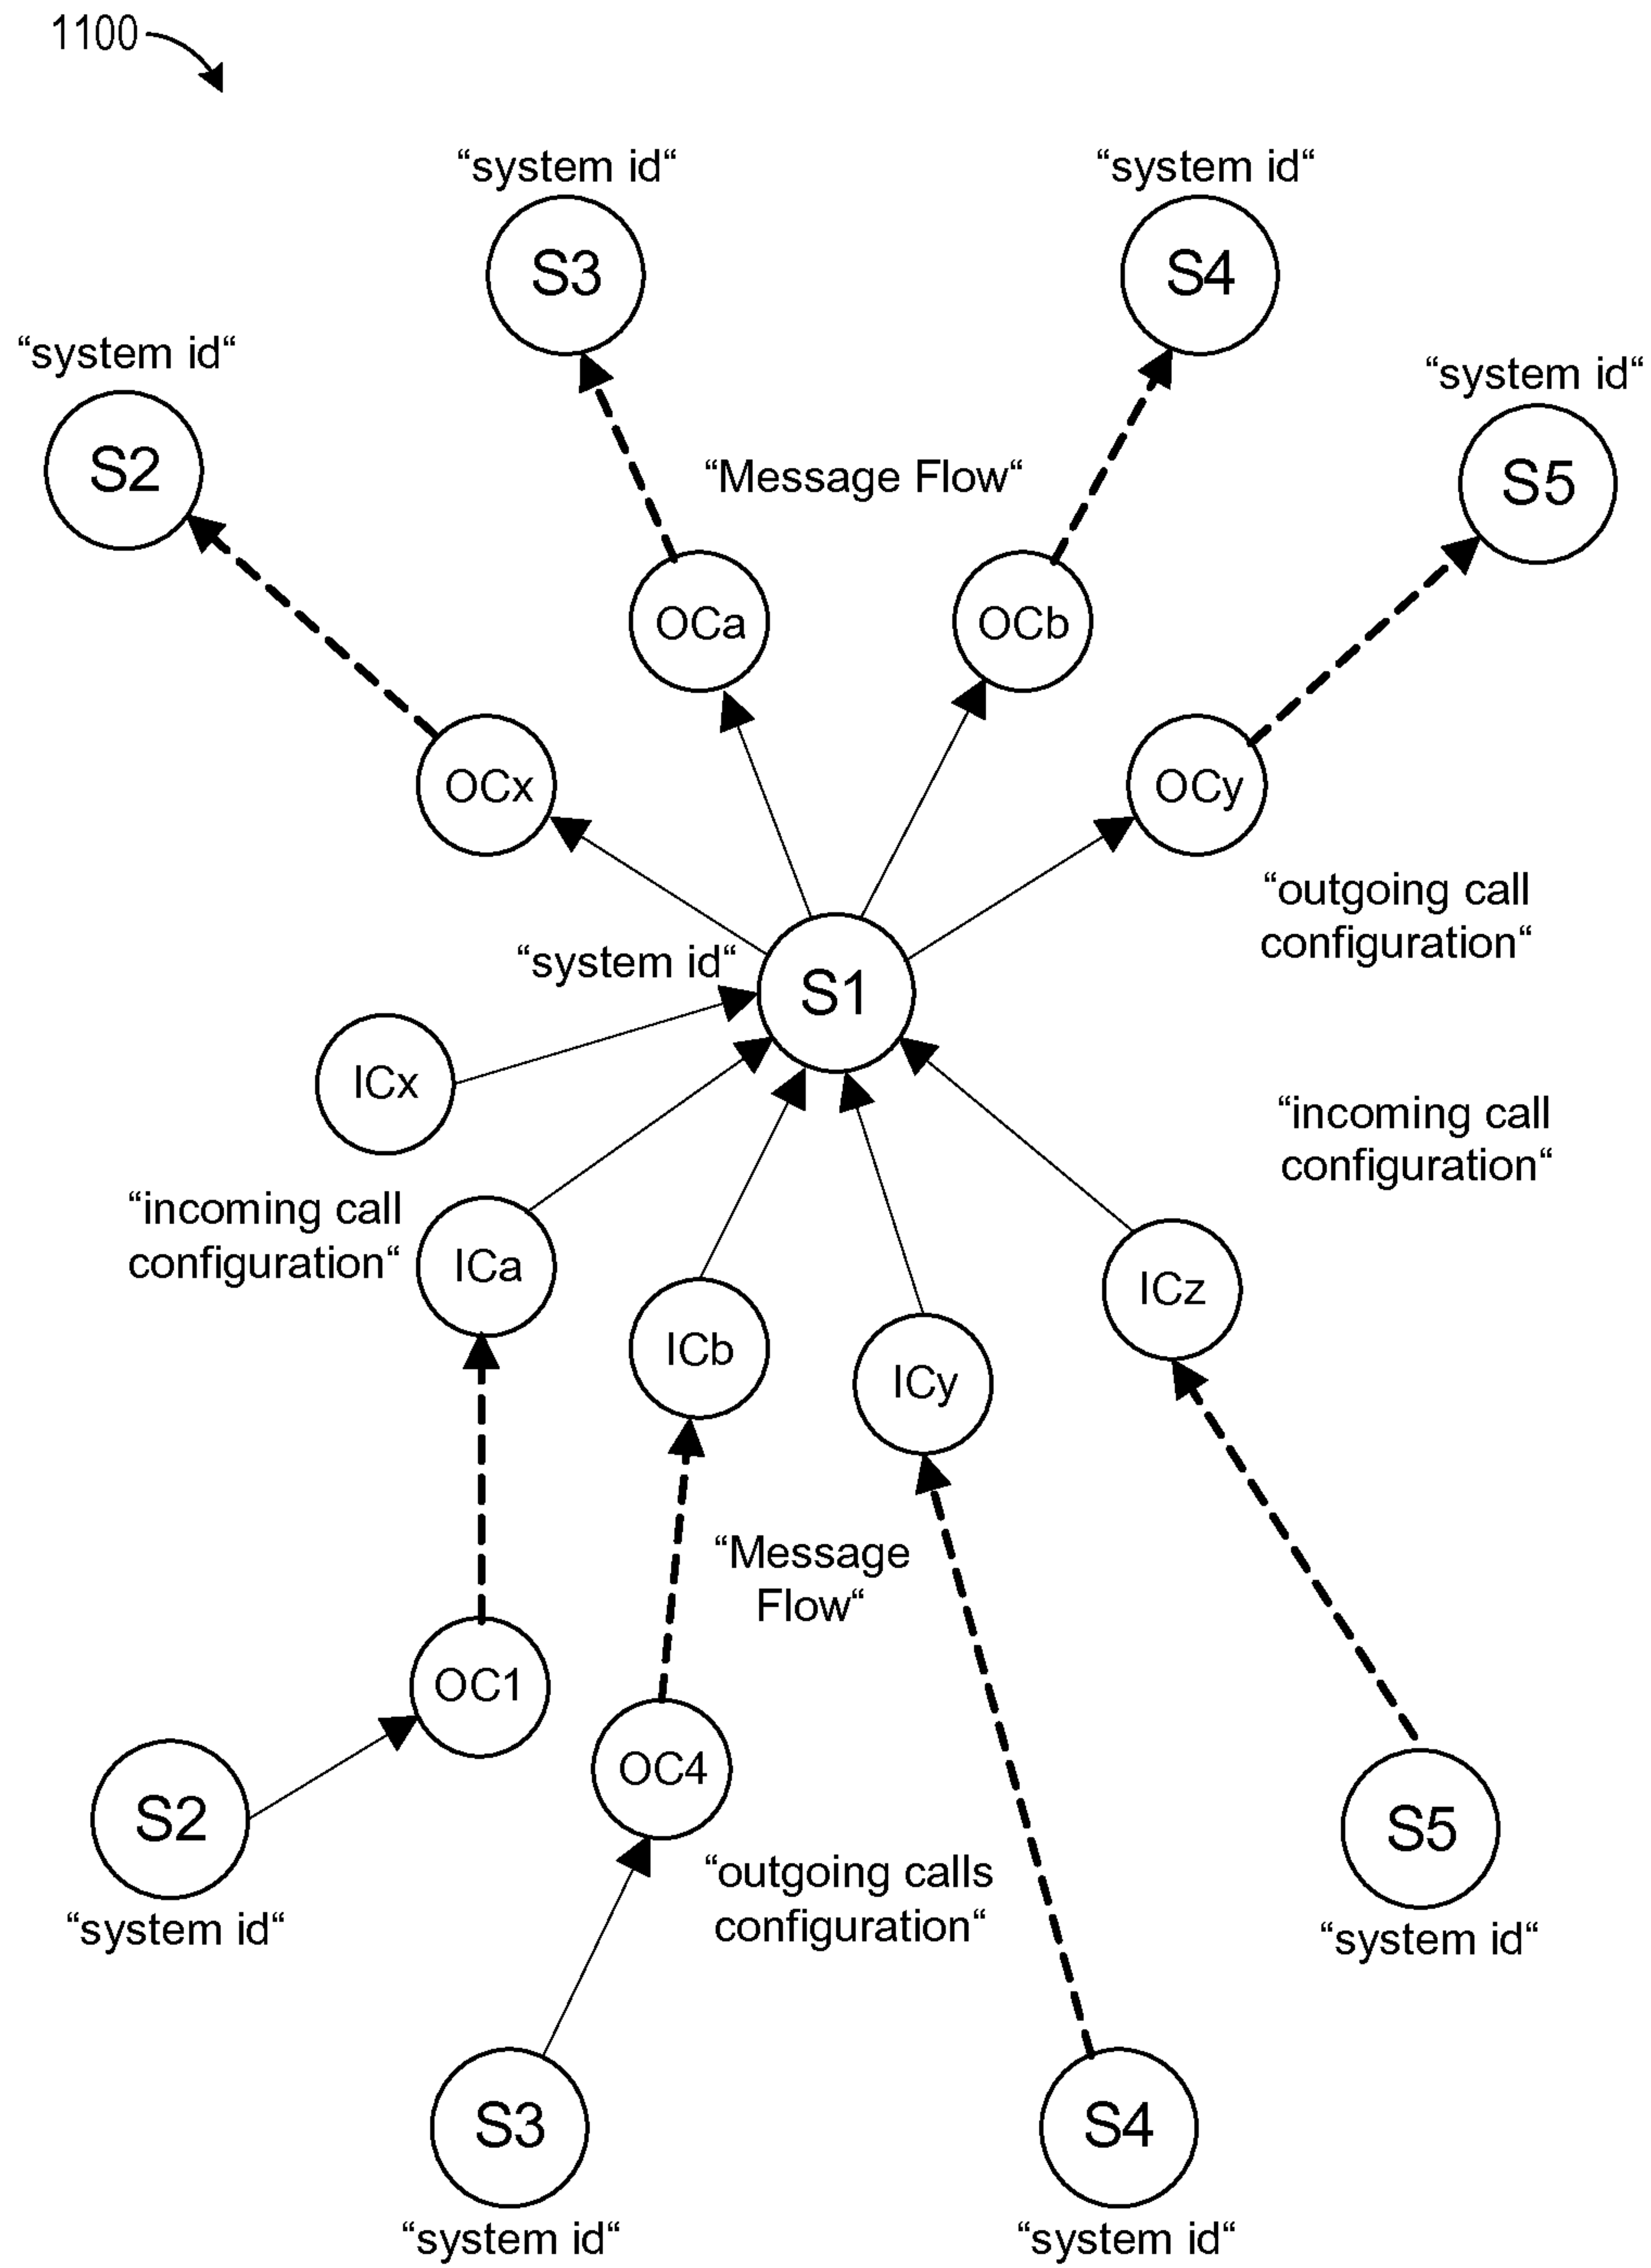 1100
“system id“
“system id“
S3
S4
“system id“
“system id“
S2
“Message Flow“
S5
OCa
OCb
OCx
OCy
“outgoing call
configuration“
“system id“
S1
ICx
“incoming call
configuration“
“incoming call
configuration“
ICa
ICz
ICb
ICy
“Message
Flow“
OC1
OC4
S2
S5
“outgoing calls
configuration“
“system id“
“system id“
S3
S4
“system id“
“system id“